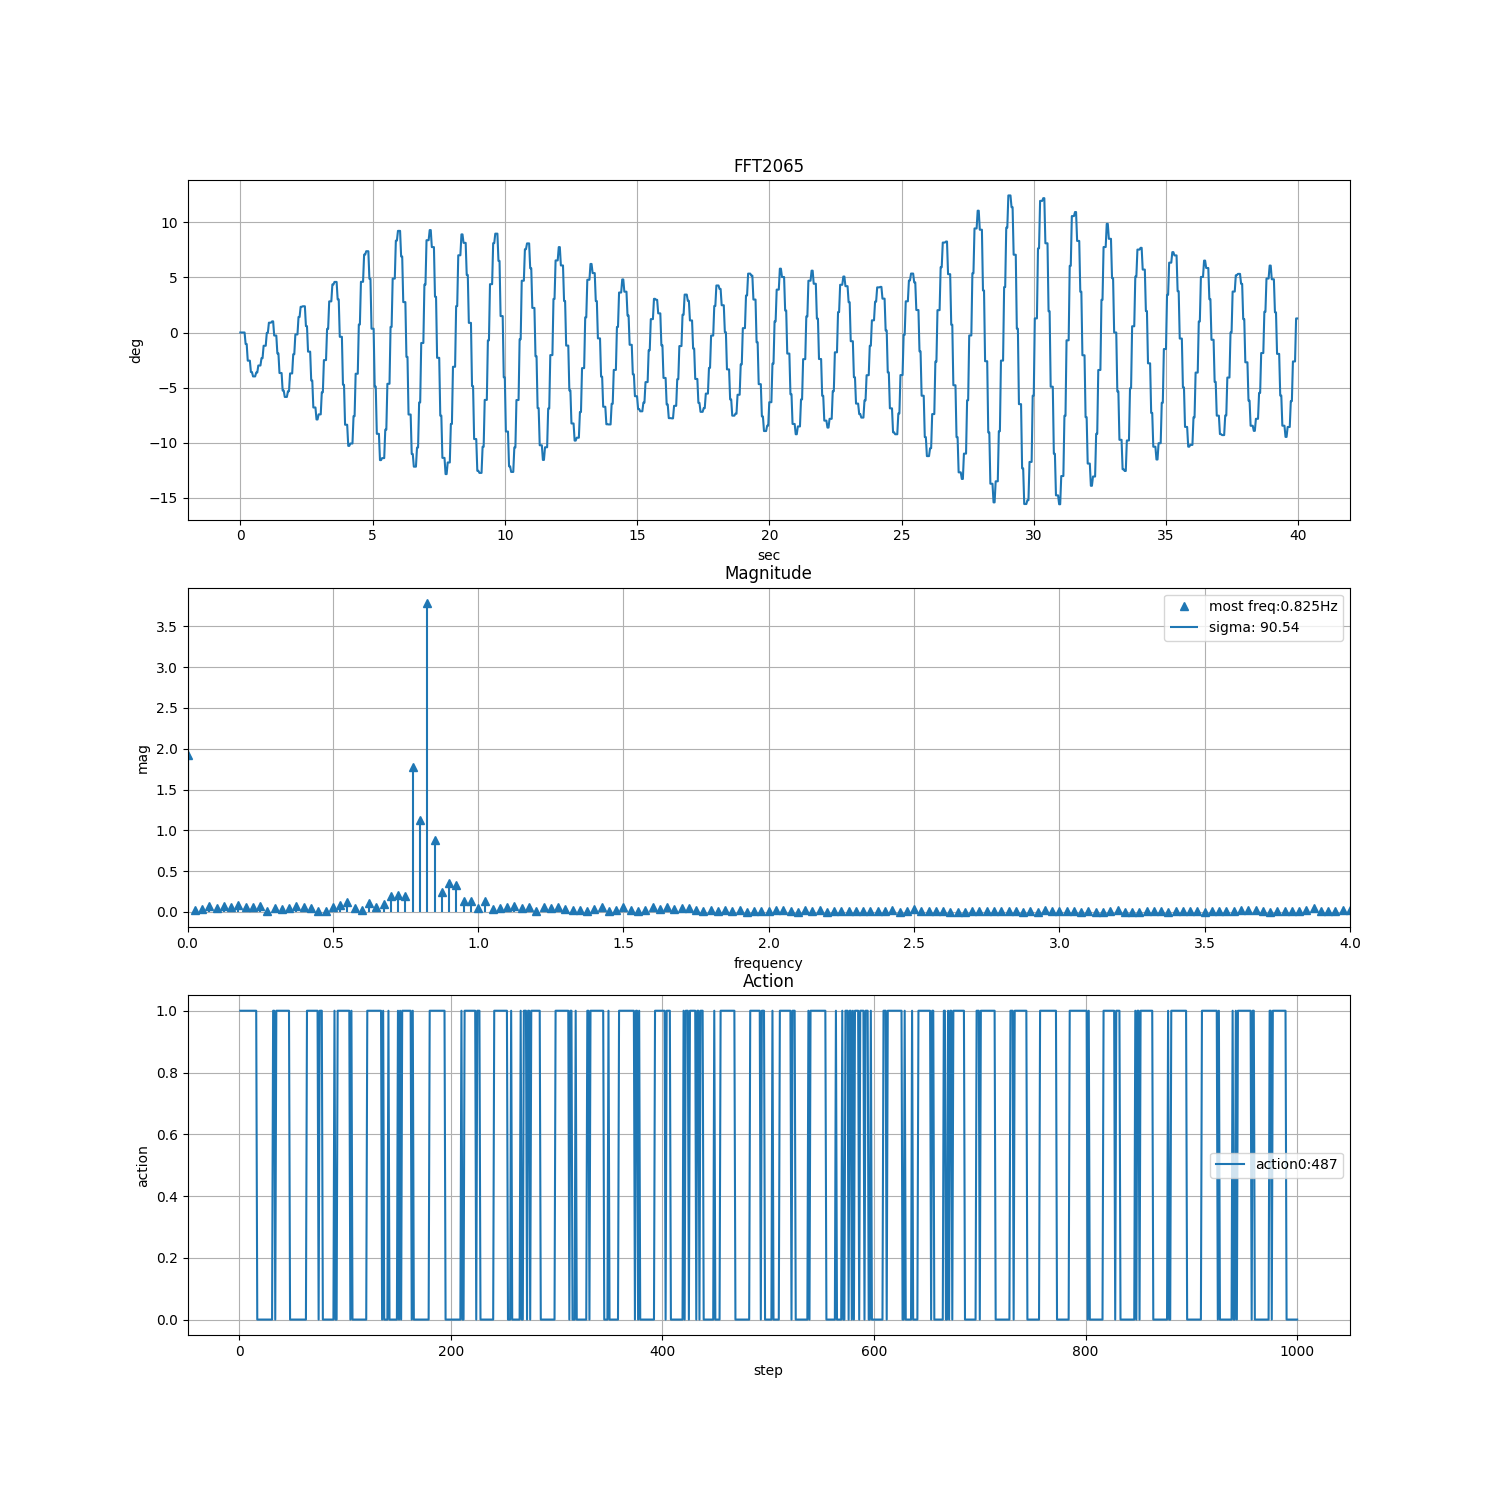 FFT2065
10
5
0
−5
−10
−15
deg
0 5 10 15 20 25 30 35 40
sec
Magnitude
3.5
3.0
2.5
2.0
1.5
1.0
0.5
0.0
mag
most freq:0.825Hz
sigma: 90.54
0.0 0.5 1.0 1.5 2.0 2.5 3.0 3.5 4.0
frequency
Action
1.0
0.8
0.6
0.4
0.2
0.0
action
action0:487
0 200 400 600 800 1000
step